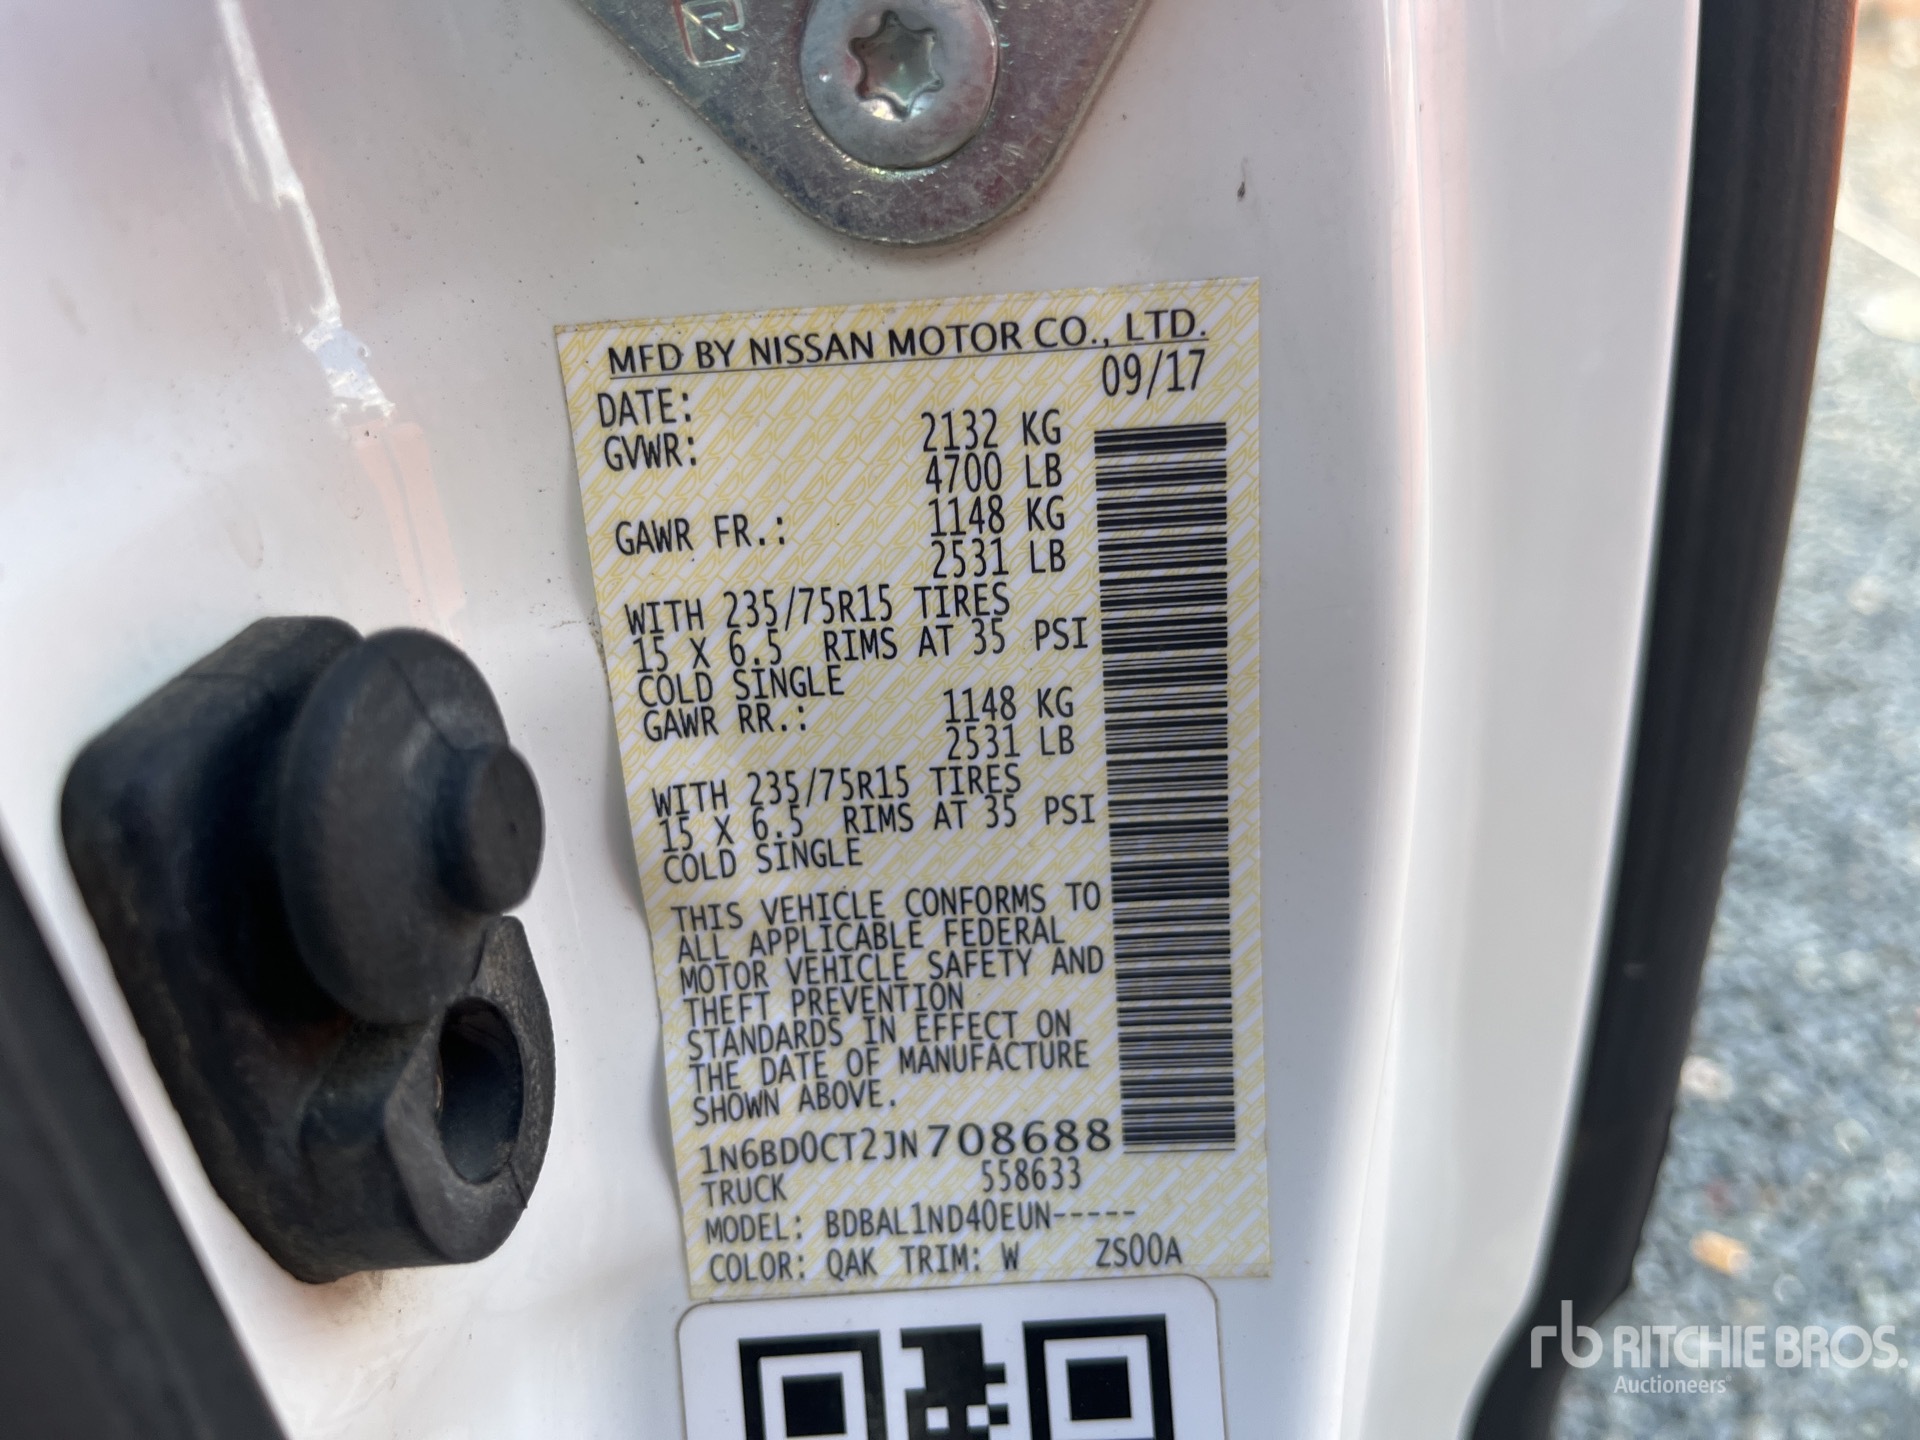 MFD BY NISSAN MOTOR CO., LTD.
DATE: 09/17
GVWR: 2132 KG
4700 LB
GAWR FR.: 1148 KG
2531 LB
WITH 235/75R15 TIRES
15 X 6.5 RIMS AT 35 PSI
COLD SINGLE
GAWR RR.: 1148 KG
2531 LB
WITH 235/75R15 TIRES
15 X 6.5 RIMS AT 35 PSI
COLD SINGLE
THIS VEHICLE CONFORMS TO
ALL APPLICABLE FEDERAL
MOTOR VEHICLE SAFETY AND
THEFT PREVENTION
STANDARDS IN EFFECT ON
THE DATE OF MANUFACTURE
SHOWN ABOVE.
1N6BD0CT2JN708688
TRUCK 558633
MODEL: BDBAL1ND40EUN-----
COLOR: QAK TRIM: W ZS00A
rb RITCHIE BROS.
Auctioneers